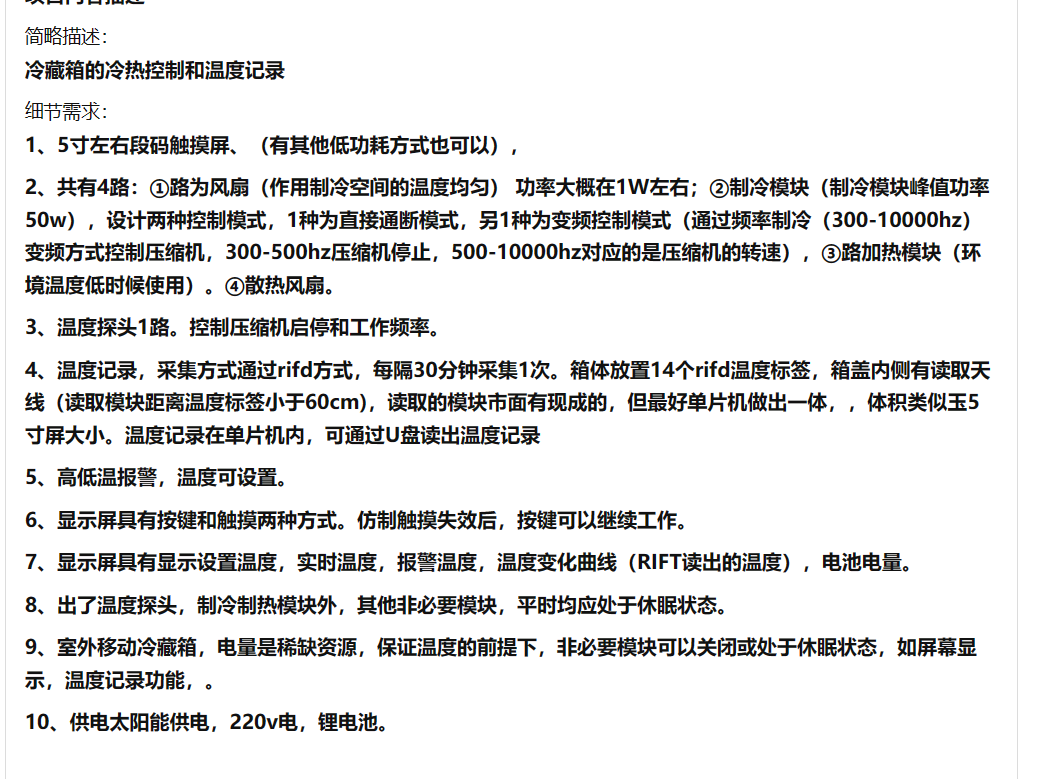 项目内容描述
简略描述：
冷藏箱的冷热控制和温度记录
细节需求：
1、5寸左右段码触摸屏、（有其他低功耗方式也可以），
2、共有4路：①路为风扇（作用制冷空间的温度均匀） 功率大概在1W左右；②制冷模块（制冷模块峰值功率
50w），设计两种控制模式，1种为直接通断模式，另1种为变频控制模式（通过频率制冷（300-10000hz）
变频方式控制压缩机，300-500hz压缩机停止，500-10000hz对应的是压缩机的转速），③路加热模块（环
境温度低时候使用）。④散热风扇。
3、温度探头1路。控制压缩机启停和工作频率。
4、温度记录，采集方式通过rifd方式，每隔30分钟采集1次。箱体放置14个rifd温度标签，箱盖内侧有读取天
线（读取模块距离温度标签小于60cm)，读取的模块市面有现成的，但最好单片机做出一体，，体积类似玉5
寸屏大小。温度记录在单片机内，可通过U盘读出温度记录
5、高低温报警，温度可设置。
6、显示屏具有按键和触摸两种方式。仿制触摸失效后，按键可以继续工作。
7、显示屏具有显示设置温度，实时温度，报警温度，温度变化曲线（RIFT读出的温度），电池电量。
8、出了温度探头，制冷制热模块外，其他非必要模块，平时均应处于休眠状态。
9、室外移动冷藏箱，电量是稀缺资源，保证温度的前提下，非必要模块可以关闭或处于休眠状态，如屏幕显
示，温度记录功能，。
10、供电太阳能供电，220v电，锂电池。